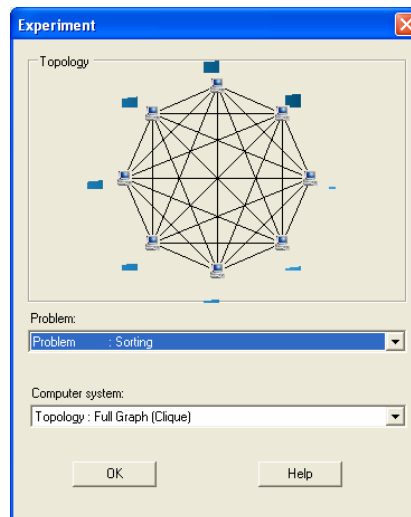 Experiment
Topology
Problem:
Problem : Sorting
Computer system:
Topology : Full Graph (Clique)
OK
Help